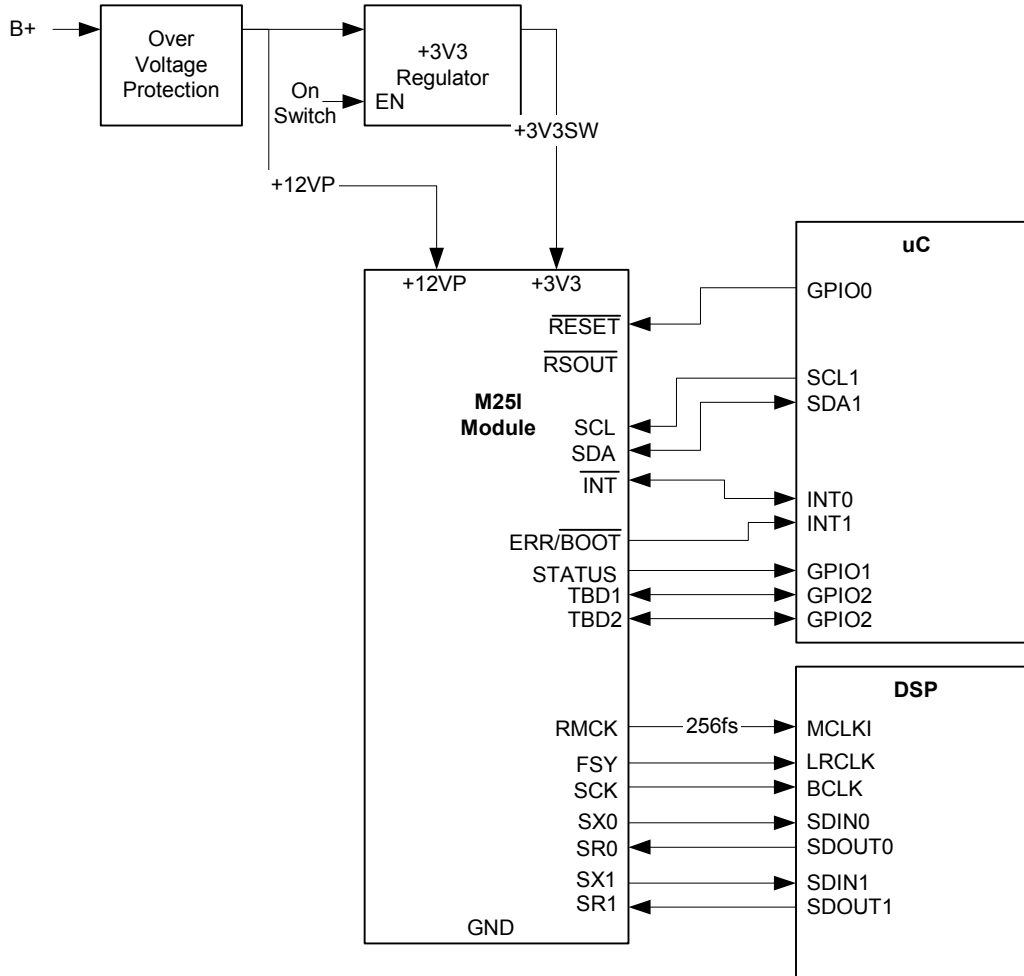 B+
Over
Voltage
Protection
+3V3
Regulator
On
Switch
EN
+3V3SW
+12VP
+12VP
+3V3
RESET
RSOUT
M25I
Module
SCL
SDA
INT
ERR/BOOT
STATUS
TBD1
TBD2
RMCK
FSY
SCK
SX0
SR0
SX1
SR1
GND
256fs
uC
GPIO0
SCL1
SDA1
INT0
INT1
GPIO1
GPIO2
GPIO2
DSP
MCLKI
LRCLK
BCLK
SDIN0
SDOUT0
SDIN1
SDOUT1